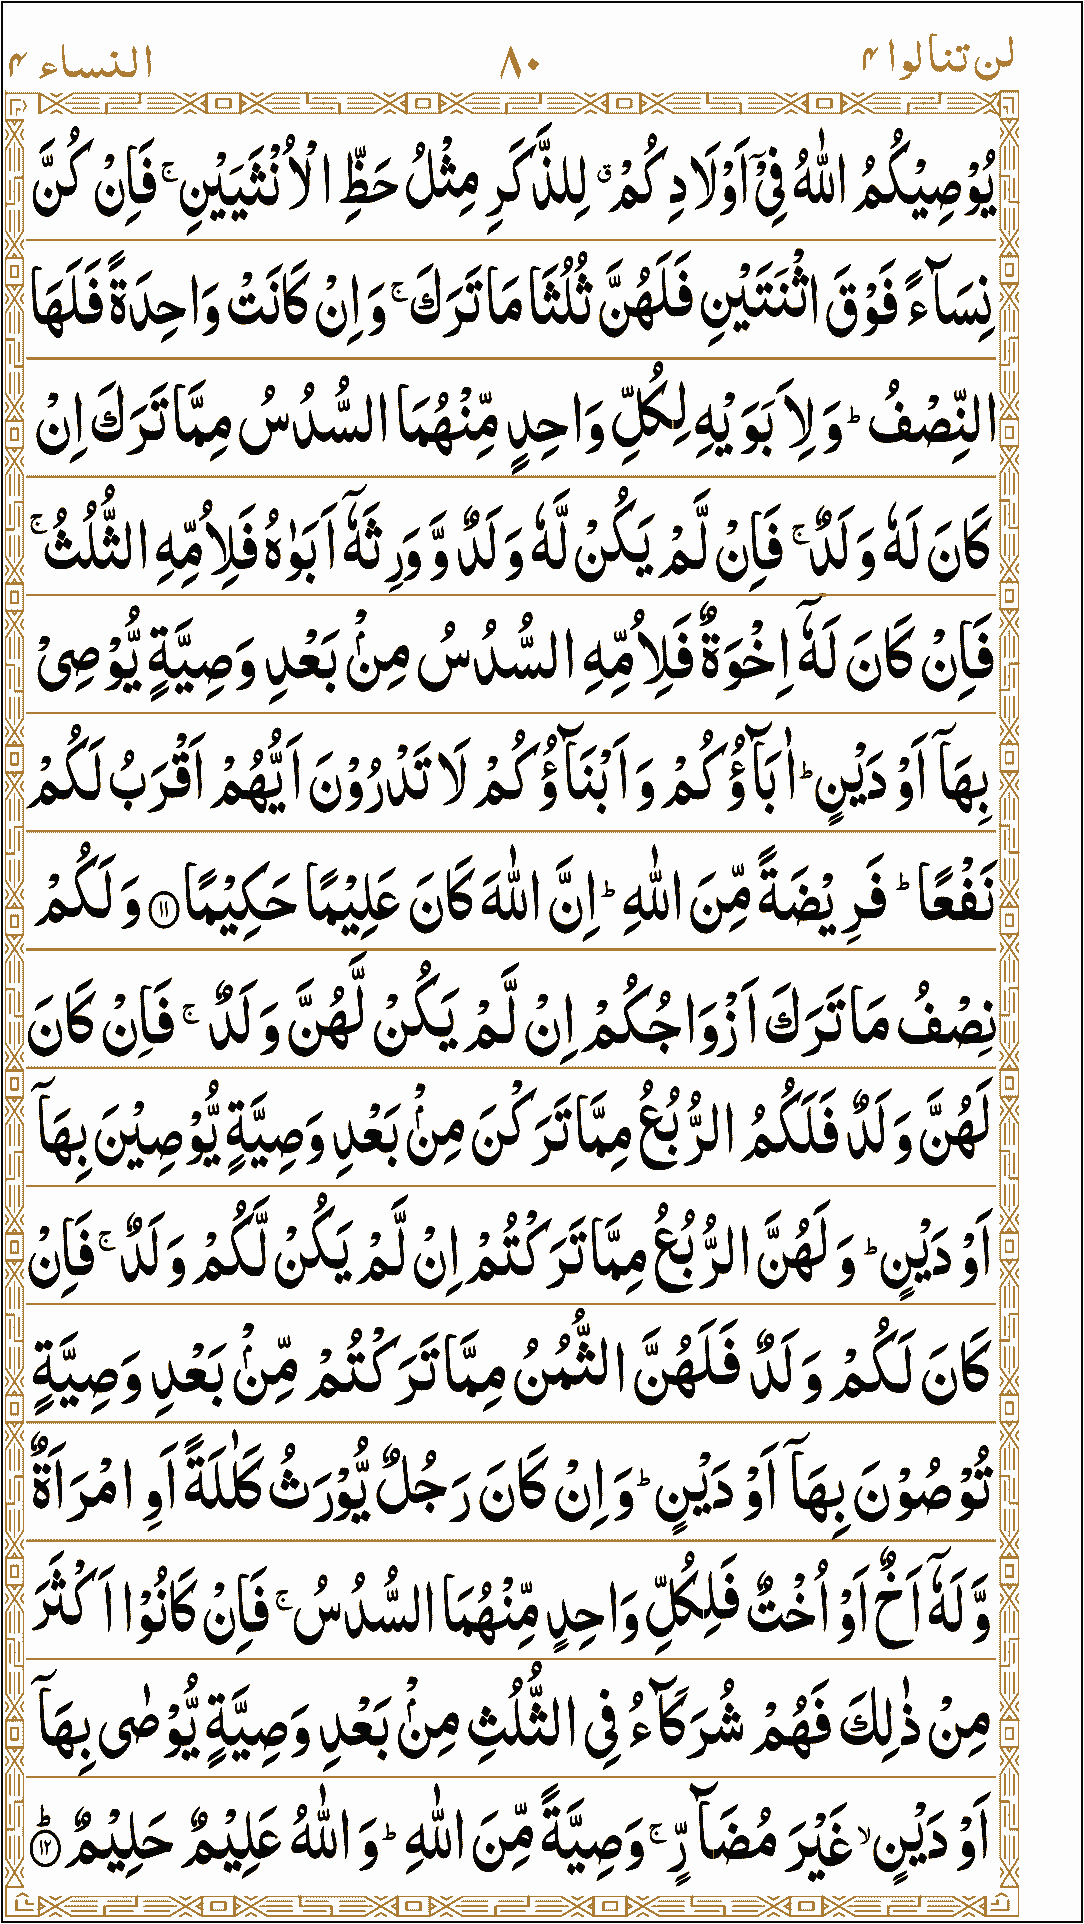 لن تنالوا ۴ ۸۰ النساء ۴
يُوْصِيْكُمُ اللّٰهُ فِيْۤ اَوْلَادِكُمْ ۗ لِلذَّكَرِ مِثْلُ حَظِّ الْاُنْثَيَيْنِ ۚ فَاِنْ كُنَّ
نِسَآءً فَوْقَ اثْنَتَيْنِ فَلَهُنَّ ثُلُثَا مَا تَرَكَ ۚ وَاِنْ كَانَتْ وَاحِدَةً فَلَهَا
النِّصْفُ ؕ وَلِاَبَوَيْهِ لِكُلِّ وَاحِدٍ مِّنْهُمَا السُّدُسُ مِمَّا تَرَكَ اِنْ
كَانَ لَهٗ وَلَدٌ ۚ فَاِنْ لَّمْ يَكُنْ لَّهٗ وَلَدٌ وَّوَرِثَهٗۤ اَبَوٰهُ فَلِاُمِّهِ الثُّلُثُ ۚ
فَاِنْ كَانَ لَهٗۤ اِخْوَةٌ فَلِاُمِّهِ السُّدُسُ مِنْۢ بَعْدِ وَصِيَّةٍ يُّوْصِيْ
بِهَاۤ اَوْ دَيْنٍ ؕ اٰبَآؤُكُمْ وَاَبْنَآؤُكُمْ لَا تَدْرُوْنَ اَيُّهُمْ اَقْرَبُ لَكُمْ
نَفْعًا ؕ فَرِيْضَةً مِّنَ اللّٰهِ ؕ اِنَّ اللّٰهَ كَانَ عَلِيْمًا حَكِيْمًا ﴿۱۱﴾ وَلَكُمْ
نِصْفُ مَا تَرَكَ اَزْوَاجُكُمْ اِنْ لَّمْ يَكُنْ لَّهُنَّ وَلَدٌ ۚ فَاِنْ كَانَ
لَهُنَّ وَلَدٌ فَلَكُمُ الرُّبُعُ مِمَّا تَرَكْنَ مِنْۢ بَعْدِ وَصِيَّةٍ يُّوْصِيْنَ بِهَاۤ
اَوْ دَيْنٍ ؕ وَلَهُنَّ الرُّبُعُ مِمَّا تَرَكْتُمْ اِنْ لَّمْ يَكُنْ لَّكُمْ وَلَدٌ ۚ فَاِنْ
كَانَ لَكُمْ وَلَدٌ فَلَهُنَّ الثُّمُنُ مِمَّا تَرَكْتُمْ مِّنْۢ بَعْدِ وَصِيَّةٍ
تُوْصُوْنَ بِهَاۤ اَوْ دَيْنٍ ؕ وَاِنْ كَانَ رَجُلٌ يُّوْرَثُ كَلٰلَةً اَوِ امْرَاَةٌ
وَّلَهٗۤ اَخٌ اَوْ اُخْتٌ فَلِكُلِّ وَاحِدٍ مِّنْهُمَا السُّدُسُ ۚ فَاِنْ كَانُوْا اَكْثَرَ
مِنْ ذٰلِكَ فَهُمْ شُرَكَآءُ فِى الثُّلُثِ مِنْۢ بَعْدِ وَصِيَّةٍ يُّوْصٰى بِهَاۤ
اَوْ دَيْنٍ ۙ غَيْرَ مُضَآرٍّ ۚ وَصِيَّةً مِّنَ اللّٰهِ ؕ وَاللّٰهُ عَلِيْمٌ حَلِيْمٌ ﴿ؕ۱۲﴾